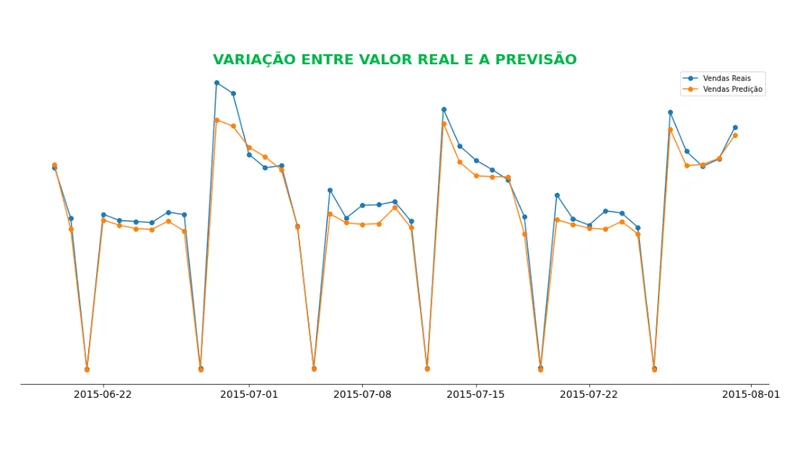 VARIAÇÃO ENTRE VALOR REAL E A PREVISÃO
Vendas Reais
Vendas Predição
2015-06-22 2015-07-01 2015-07-08 2015-07-15 2015-07-22 2015-08-01